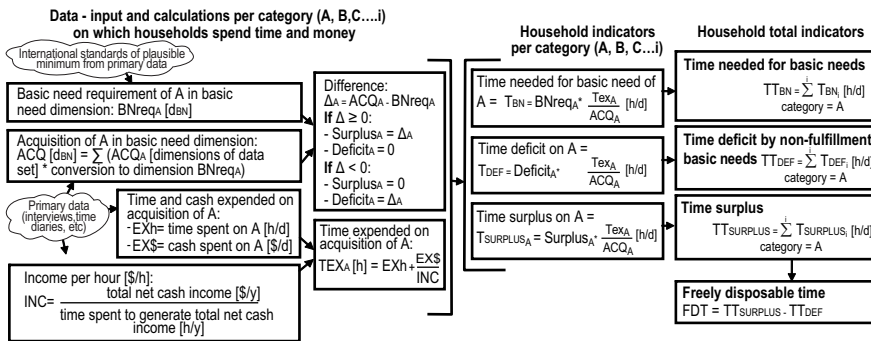 Data - input and calculations per category (A, B,C....i)
on which households spend time and money
International standards of plausible
minimum from primary data
Basic need requirement of A in basic
need dimension: BNreqA [dBN]
Acquisition of A in basic need dimension:
ACQ [dBN] = ∑ (ACQA [dimensions of data
set] * conversion to dimension BNreqA)
Primary data
(interviews,time
diaries, etc)
Time and cash expended on
acquisition of A:
-EXh= time spent on A [h/d]
-EX$= cash spent on A [$/d]
Income per hour [$/h]:
INC= total net cash income [$/y]
time spent to generate total net cash
income [h/y]
Difference:
ΔA = ACQA - BNreqA
If Δ ≥ 0:
- SurplusA = ΔA
- DeficitA = 0
If Δ < 0:
- SurplusA = 0
- DeficitA = ΔA
Time expended on
acquisition of A:
TEXA [h] = EXh+ EX$
INC
Household indicators
per category (A, B, C...i)
Time needed for basic need of
A = TBN = BNreqA* TexA [h/d]
ACQA
Time deficit on A =
TDEF = DeficitA* TexA [h/d]
ACQA
Time surplus on A =
TSURPLUSA = SurplusA* TexA [h/d]
ACQA
Household total indicators
Time needed for basic needs
i
TTBN = ∑ TBNi [h/d]
category = A
Time deficit by non-fulfillment
basic needs TTDEF = ∑ TDEFi [h/d]
i
category = A
Time surplus
i
TTSURPLUS = ∑ TSURPLUSi [h/d]
category = A
Freely disposable time
FDT = TTSURPLUS - TTDEF